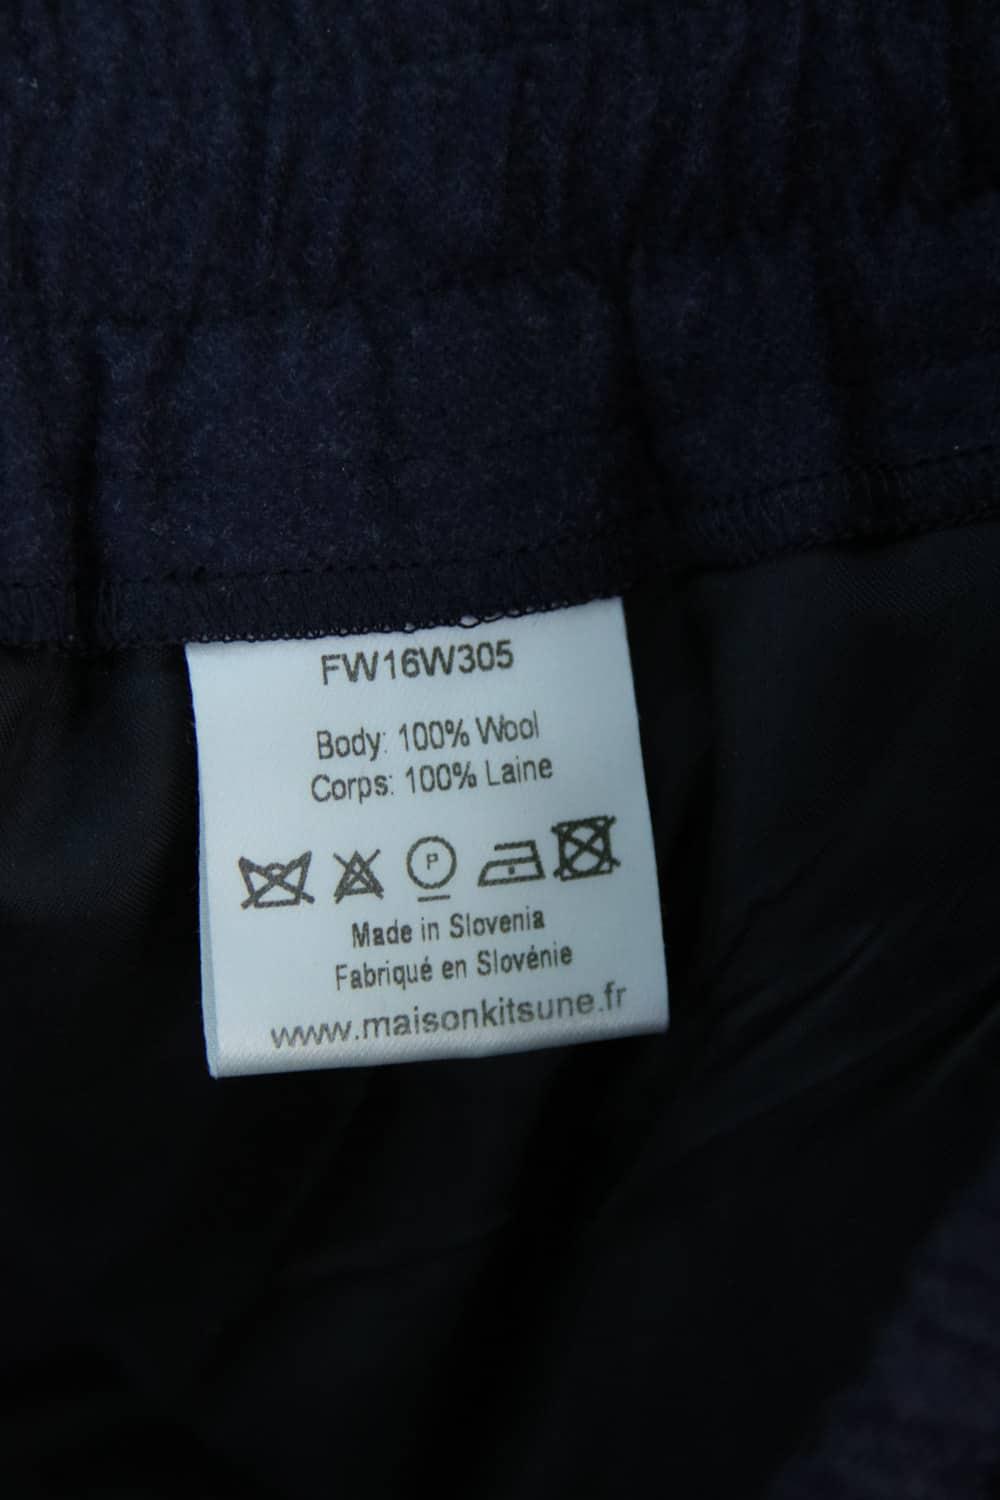 FW16W305
Body: 100% Wool
Corps: 100% Laine
P
Made in Slovenia
Fabriqué en Slovénie
www.maisonkitsune.fr